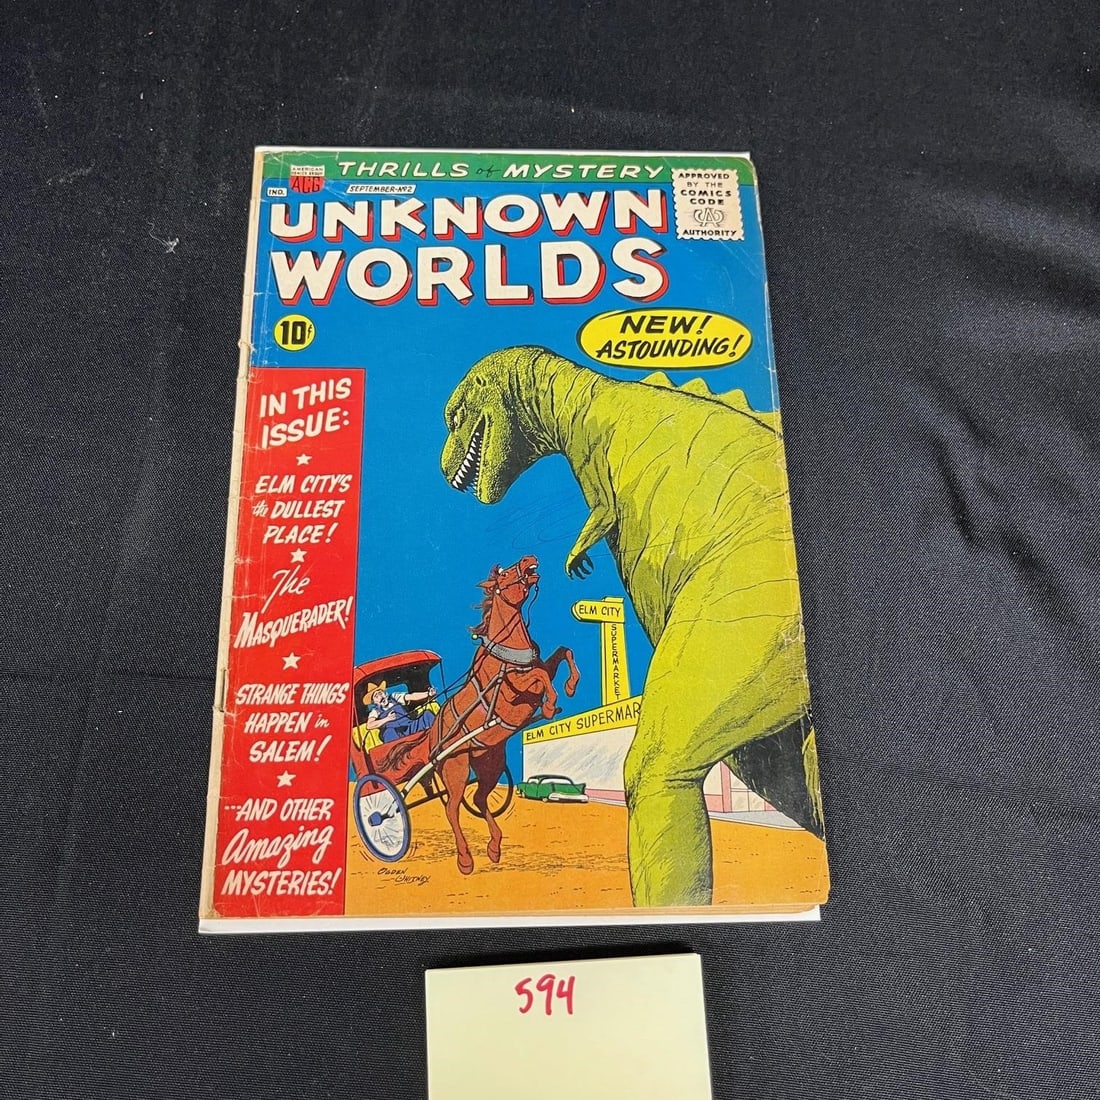 THRILLS of MYSTERY
AMERICAN
COMICS GROUP
ACG
IND.
SEPTEMBER-Nº2
APPROVED
BY THE
COMICS
CODE
AUTHORITY
UNKNOWN
WORLDS
10¢
NEW!
ASTOUNDING!
IN THIS
ISSUE:
ELM CITY'S
the DULLEST
PLACE!
The
MASQUERADER!
STRANGE THINGS
HAPPEN in
SALEM!
...AND OTHER
Amazing
MYSTERIES!
ELM CITY
SUPERMARKET
ELM CITY SUPERMAR
OGDEN
WHITNEY
594